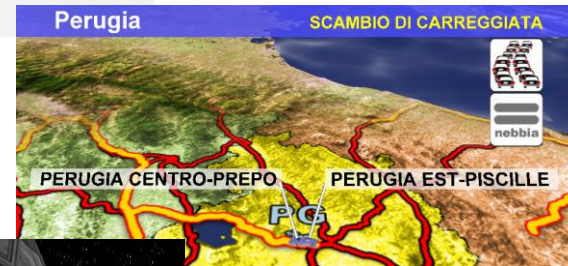 Perugia
SCAMBIO DI CARREGGIATA
nebbia
PERUGIA CENTRO-PREPO
PERUGIA EST-PISCILLE
PG